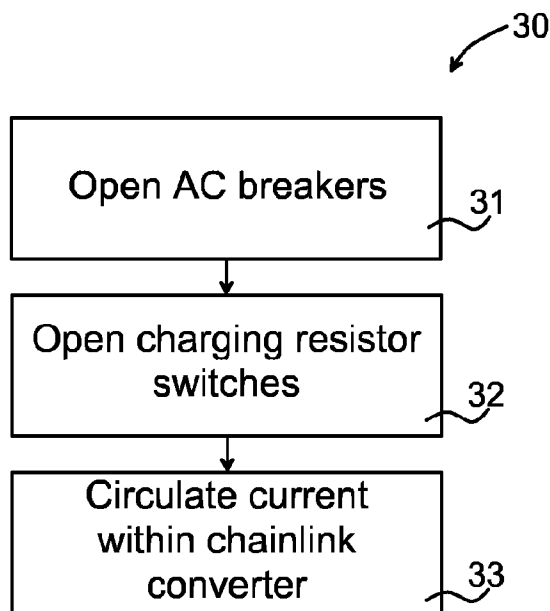 30
Open AC breakers
31
Open charging resistor
switches
32
Circulate current
within chainlink
converter
33